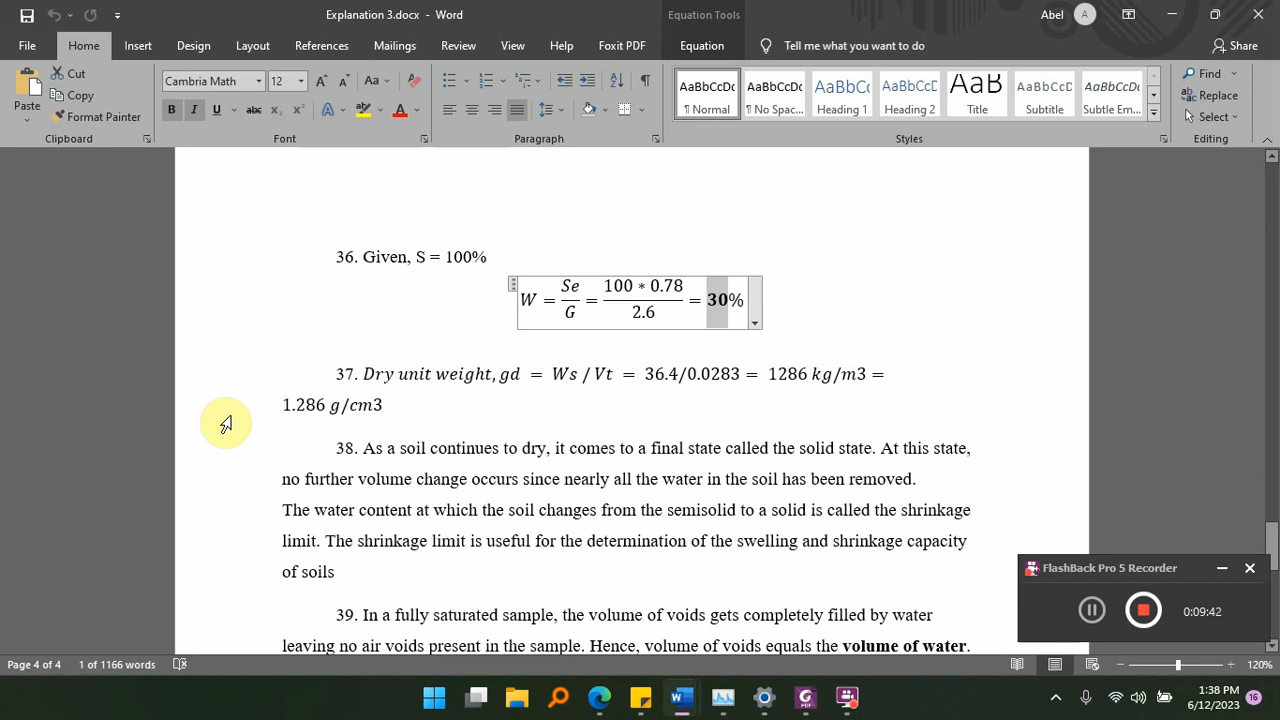 Explanation 3.docx - Word
Equation Tools
Abel
A
File
Home
Insert
Design
Layout
References
Mailings
Review
View
Help
Foxit PDF
Equation
Tell me what you want to do
Share
Paste
Cut
Copy
Format Painter
Clipboard
Cambria Math
12
Font
Paragraph
AaBbCcDc
¶ Normal
AaBbCcDc
¶ No Spac...
AaBbCc
Heading 1
AaBbCcD
Heading 2
AaB
Title
AaBbCcD
Subtitle
AaBbCcD
Subtle Em...
Styles
Find
Replace
Select
Editing
36. Given, S = 100%
W = Se/G = 100 * 0.78/2.6 = 30%
37. Dry unit weight, gd = Ws / Vt = 36.4/0.0283 = 1286 kg/m3 =
1.286 g/cm3
38. As a soil continues to dry, it comes to a final state called the solid state. At this state,
no further volume change occurs since nearly all the water in the soil has been removed.
The water content at which the soil changes from the semisolid to a solid is called the shrinkage
limit. The shrinkage limit is useful for the determination of the swelling and shrinkage capacity
of soils
39. In a fully saturated sample, the volume of voids gets completely filled by water
leaving no air voids present in the sample. Hence, volume of voids equals the volume of water.
FlashBack Pro 5 Recorder
0:09:42
Page 4 of 4
1 of 1166 words
120%
1:38 PM
6/12/2023
16